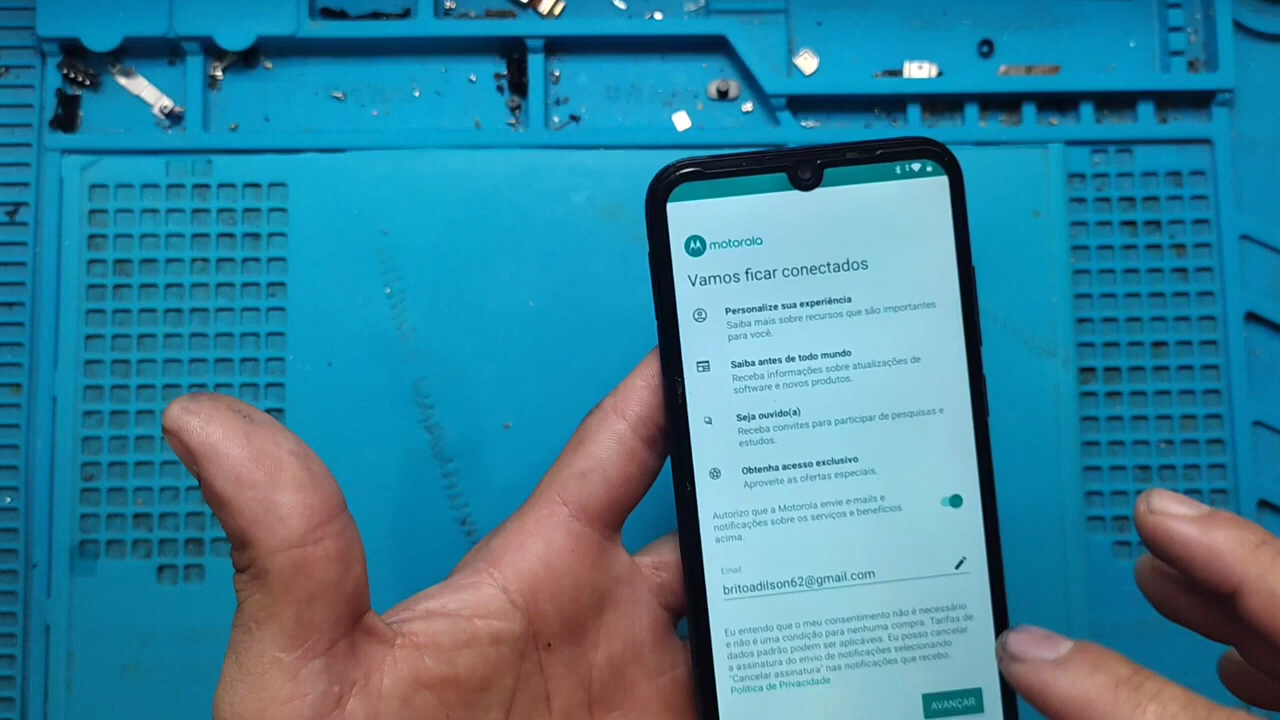 motorola
Vamos ficar conectados
Personalize sua experiência
Saiba mais sobre recursos que são importantes
para você.
Saiba antes de todo mundo
Receba informações sobre atualizações de
software e novos produtos.
Seja ouvido(a)
Receba convites para participar de pesquisas e
estudos.
Obtenha acesso exclusivo
Aproveite as ofertas especiais.
Autorizo que a Motorola envie e-mails e
notificações sobre os serviços e benefícios
acima.
Email
britoadilson62@gmail.com
Eu entendo que o meu consentimento não é necessário
e não é uma condição para nenhuma compra. Tarifas de
dados padrão podem ser aplicáveis. Eu posso cancelar
a assinatura do envio de notificações selecionando
"Cancelar assinatura" nas notificações que recebo.
Política de Privacidade
AVANÇAR